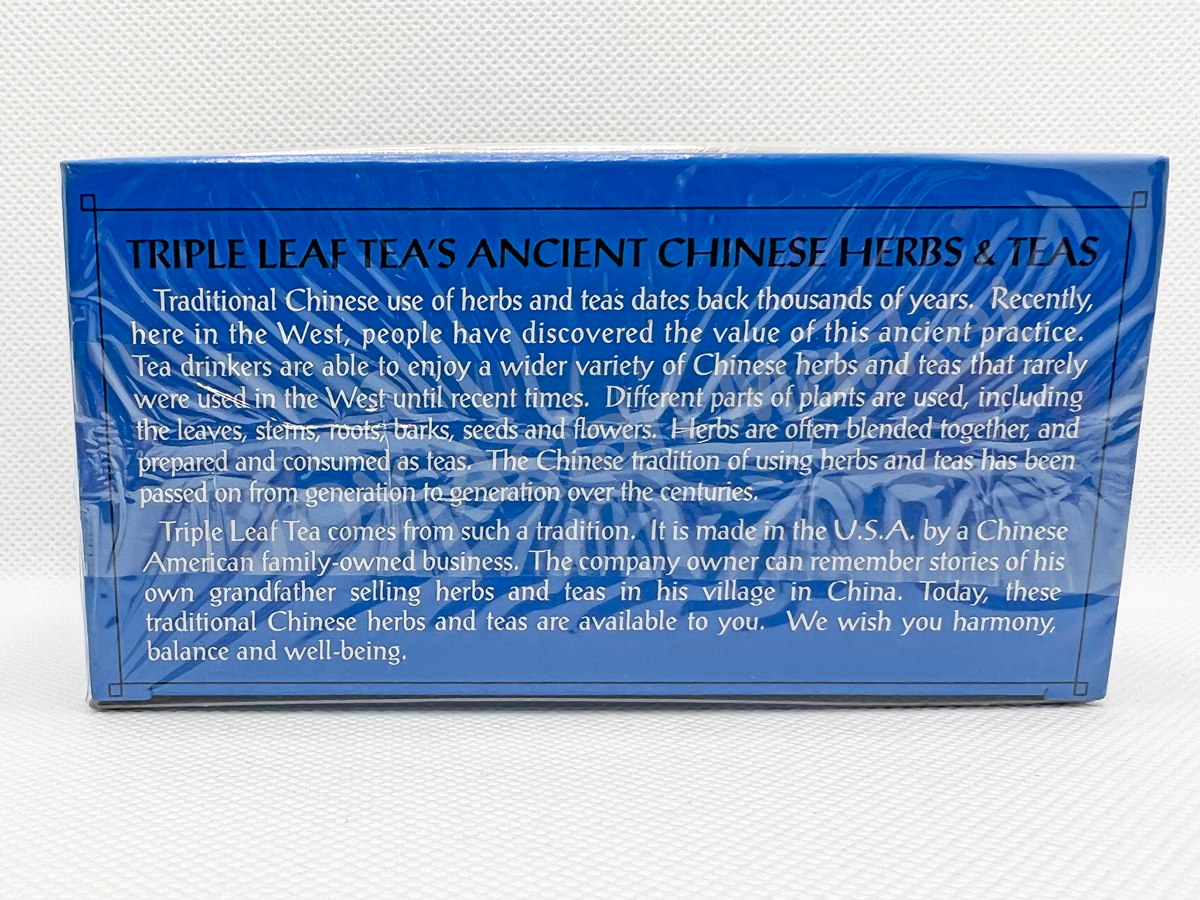 TRIPLE LEAF TEA'S ANCIENT CHINESE HERBS & TEAS
Traditional Chinese use of herbs and teas dates back thousands of years. Recently,
here in the West, people have discovered the value of this ancient practice.
Tea drinkers are able to enjoy a wider variety of Chinese herbs and teas that rarely
were used in the West until recent times. Different parts of plants are used, including
the leaves, stems, roots, barks, seeds and flowers. Herbs are often blended together, and
prepared and consumed as teas. The Chinese tradition of using herbs and teas has been
passed on from generation to generation over the centuries.
Triple Leaf Tea comes from such a tradition. It is made in the U.S.A. by a Chinese
American family-owned business. The company owner can remember stories of his
own grandfather selling herbs and teas in his village in China. Today, these
traditional Chinese herbs and teas are available to you. We wish you harmony,
balance and well-being.